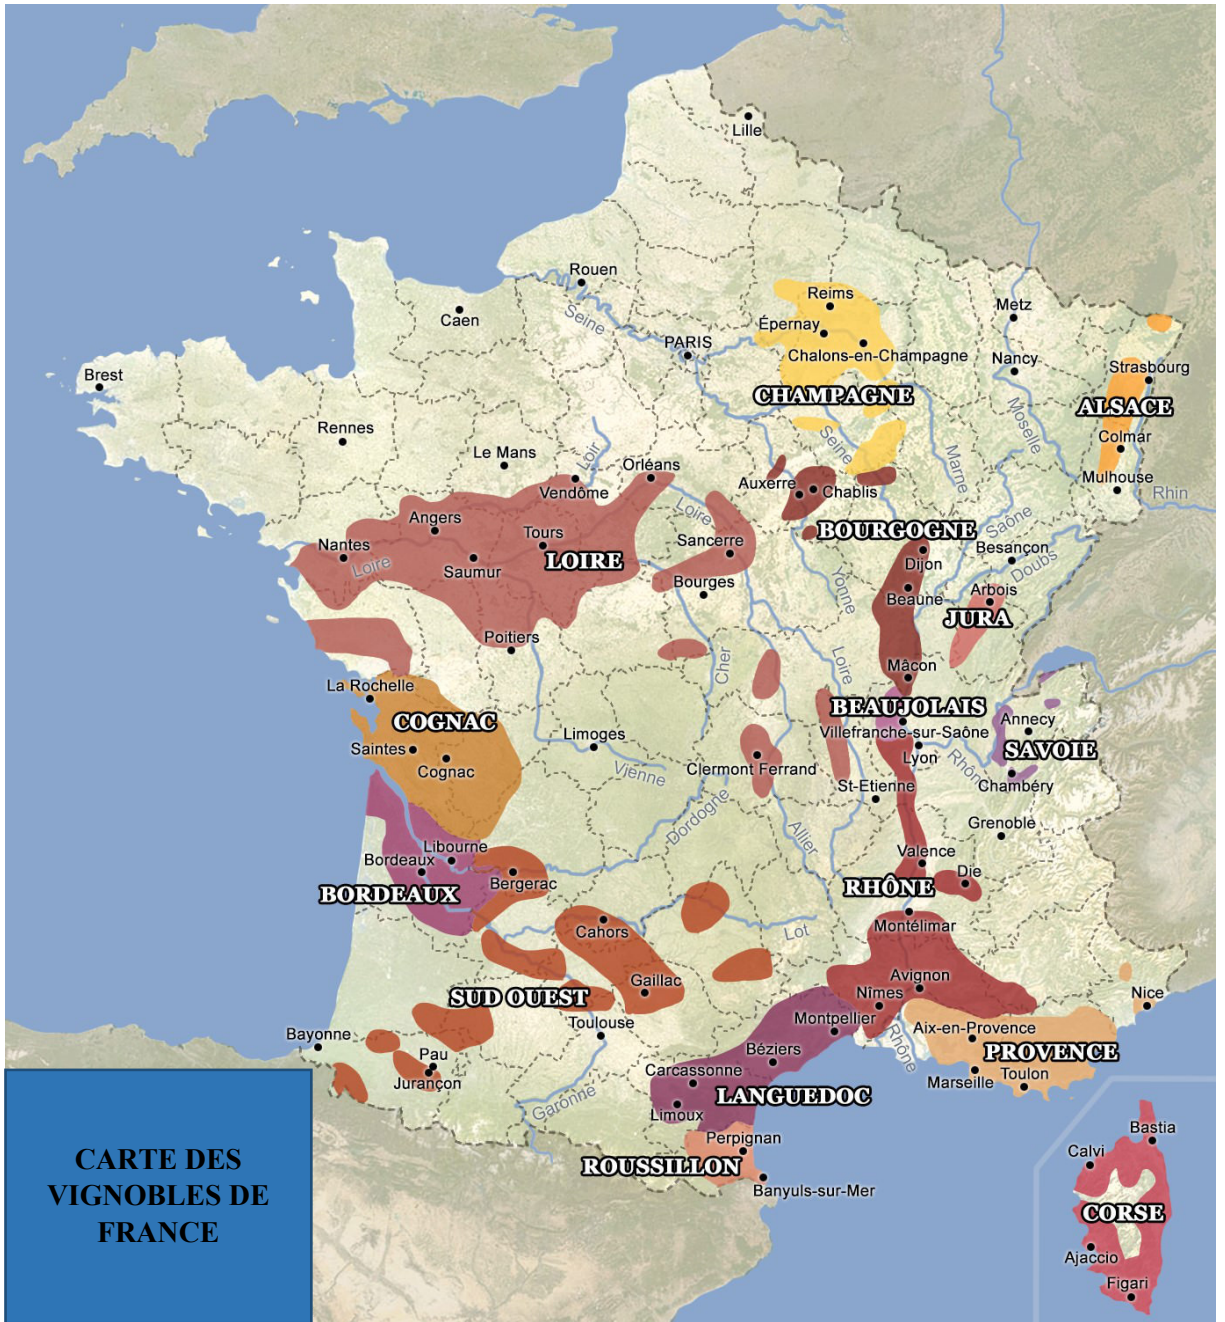 Lille
Rouen
Caen
Seine
PARIS
Reims
Épernay
Chalons-en-Champagne
CHAMPAGNE
Metz
Nancy
Moselle
Strasbourg
ALSACE
Colmar
Mulhouse
Rhin
Brest
Rennes
Le Mans
Loir
Vendôme
Orléans
Seine
Marne
Auxerre
Chablis
BOURGOGNE
Saône
Angers
Nantes
Loire
Saumur
Tours
LOIRE
Loire
Sancerre
Bourges
Yonne
Dijon
Beaune
Besançon
Doubs
Arbois
JURA
Poitiers
Cher
Loire
Mâcon
La Rochelle
COGNAC
Saintes
Cognac
Limoges
Vienne
Clermont Ferrand
BEAUJOLAIS
Villefranche-sur-Saône
Lyon
Rhône
Annecy
SAVOIE
Chambéry
St-Etienne
Grenoble
Dordogne
Allier
Libourne
Bordeaux
BORDEAUX
Bergerac
Valence
RHÔNE
Die
Montélimar
Cahors
Lot
Gaillac
SUD OUEST
Toulouse
Avignon
Nîmes
Montpellier
Rhône
Aix-en-Provence
PROVENCE
Nice
Marseille
Toulon
Bayonne
Pau
Jurançon
Garonne
Béziers
Carcassonne
Limoux
LANGUEDOC
Perpignan
ROUSSILLON
Banyuls-sur-Mer
Bastia
Calvi
CORSE
Ajaccio
Figari
CARTE DES
VIGNOBLES DE
FRANCE